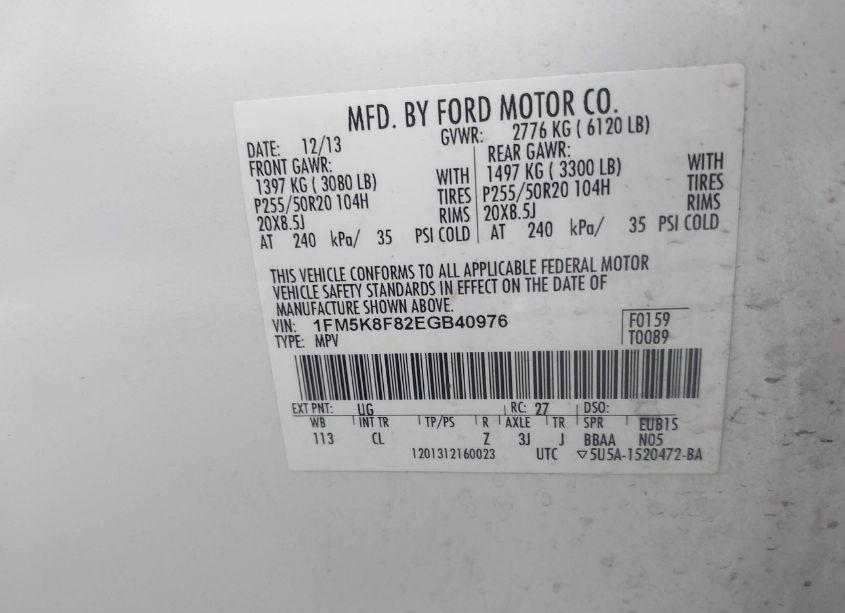 MFD. BY FORD MOTOR CO.
DATE: 12/13 GVWR: 2776 KG ( 6120 LB)
FRONT GAWR: REAR GAWR:
1397 KG ( 3080 LB) WITH 1497 KG ( 3300 LB) WITH
P255/50R20 104H TIRES P255/50R20 104H TIRES
20X8.5J RIMS 20X8.5J RIMS
AT 240 kPa/ 35 PSI COLD AT 240 kPa/ 35 PSI COLD
THIS VEHICLE CONFORMS TO ALL APPLICABLE FEDERAL MOTOR
VEHICLE SAFETY STANDARDS IN EFFECT ON THE DATE OF
MANUFACTURE SHOWN ABOVE.
VIN: 1FM5K8F82EGB40976 F0159
TYPE: MPV T0089
EXT PNT: UG RC: 27 DSO:
WB INT TR TP/PS R AXLE TR SPR EUB1S
113 CL Z 3J J BBAA N05
1201312160023 UTC ▽5U5A-1520472-BA